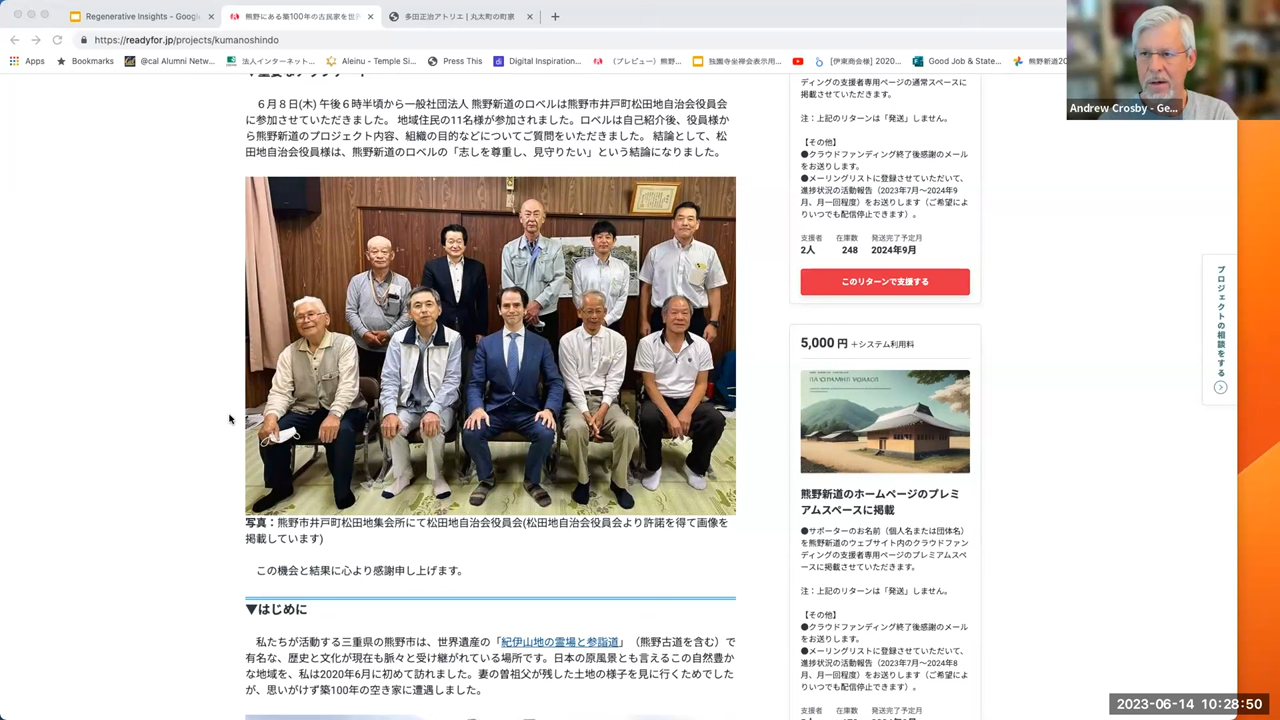 Regenerative Insights - Googl
熊野にある築100年の古民家を世界
多田正治アトリエ | 丸太町の町家
https://readyfor.jp/projects/kumanoshindo
Apps
Bookmarks
@cal Alumni Netw...
法人インターネット...
Aleinu - Temple Si...
Press This
Digital Inspiration...
（プレビュー）熊野...
独園寺坐禅会表示用...
[伊東商会様] 2020...
Good Job & State...
熊野新道20
Andrew Crosby - Ge...
６月８日(木) 午後６時半頃から一般社団法人 熊野新道のロベルは熊野市井戸町松田地自治会役員会
に参加させていただきました。 地域住民の11名様が参加されました。ロベルは自己紹介後、役員様か
ら熊野新道のプロジェクト内容、組織の目的などについてご質問をいただきました。 結論として、松
田地自治会役員様は、熊野新道のロベルの「志しを尊重し、見守りたい」という結論になりました。
写真：熊野市井戸町松田地集会所にて松田地自治会役員会(松田地自治会役員会より許諾を得て画像を
掲載しています)
この機会と結果に心より感謝申し上げます。
▼はじめに
私たちが活動する三重県の熊野市は、世界遺産の「紀伊山地の霊場と参詣道」（熊野古道を含む）で
有名な、歴史と文化が現在も脈々と受け継がれている場所です。日本の原風景とも言えるこの自然豊か
な地域を、私は2020年6月に初めて訪れました。妻の曽祖父が残した土地の様子を見に行くためでした
が、思いがけず築100年の空き家に遭遇しました。
ディングの支援者専用ページの通常スペースに
掲載させていただきます。
注：上記のリターンは「発送」しません。
【その他】
●クラウドファンディング終了後感謝のメール
をお送りします。
●メーリングリストに登録させていただいて、
進捗状況の活動報告（2023年7月〜2024年9
月、月一回程度）をお送りします（ご希望によ
りいつでも配信停止できます）。
支援者 在庫数 発送完了予定月
2人 248 2024年9月
このリターンで支援する
5,000 円 ＋システム利用料
熊野新道のホームページのプレミ
アムスペースに掲載
●サポーターのお名前（個人名または団体名）
を熊野新道のウェブサイト内のクラウドファン
ディングの支援者専用ページのプレミアムスペ
ースに掲載させていただきます。
注：上記のリターンは「発送」しません。
【その他】
●クラウドファンディング終了後感謝のメール
をお送りします。
●メーリングリストに登録させていただいて、
進捗状況の活動報告（2023年7月〜2024年8
月、月一回程度）をお送りします（ご希望によ
りいつでも配信停止できます）。
支援者 在庫数 発送完了予定月
プロジェクトの相談をする
2023-06-14 10:28:50